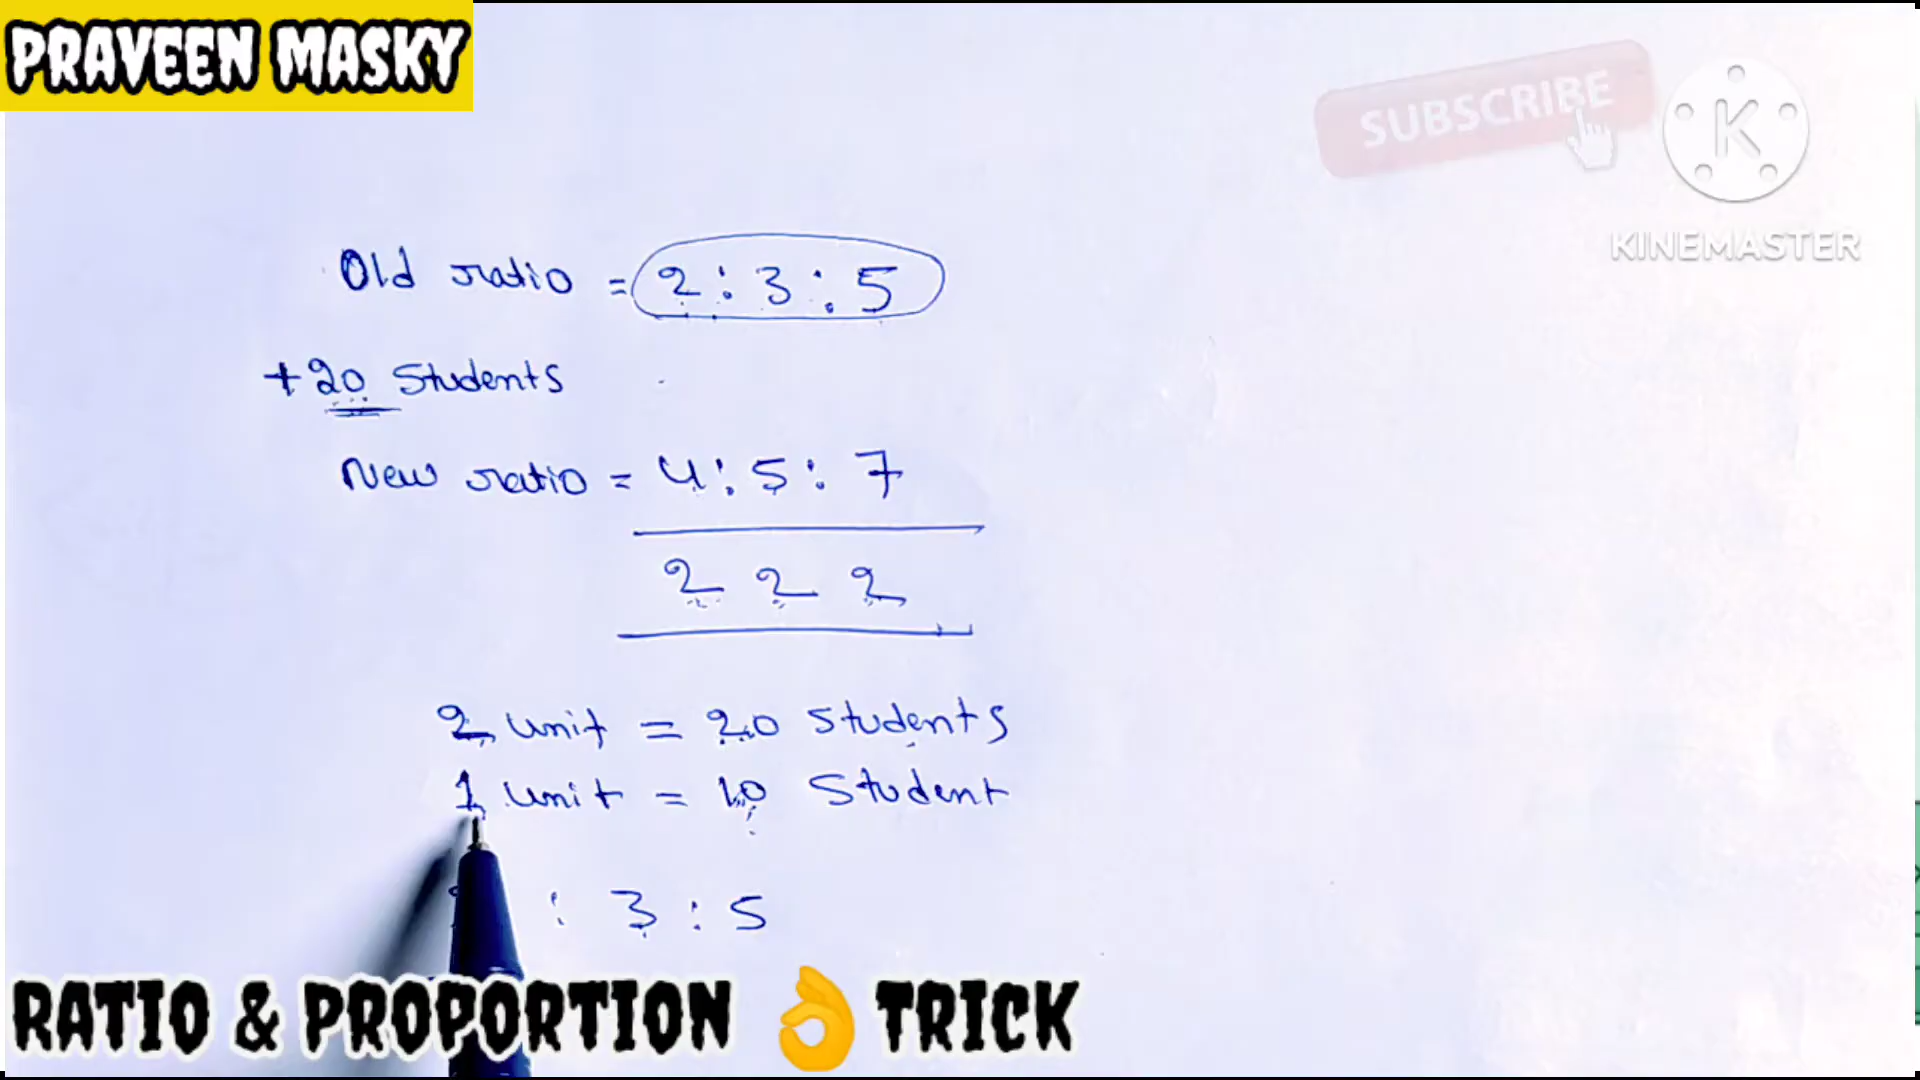 PRAVEEN MASKY
SUBSCRIBE
K
KINEMASTER
Old ratio = 2 : 3 : 5
+20 Students
New ratio = 4 : 5 : 7
2 2 2
2 unit = 20 Students
1 unit = 10 Student
: 3 : 5
RATIO & PROPORTION 👌 TRICK